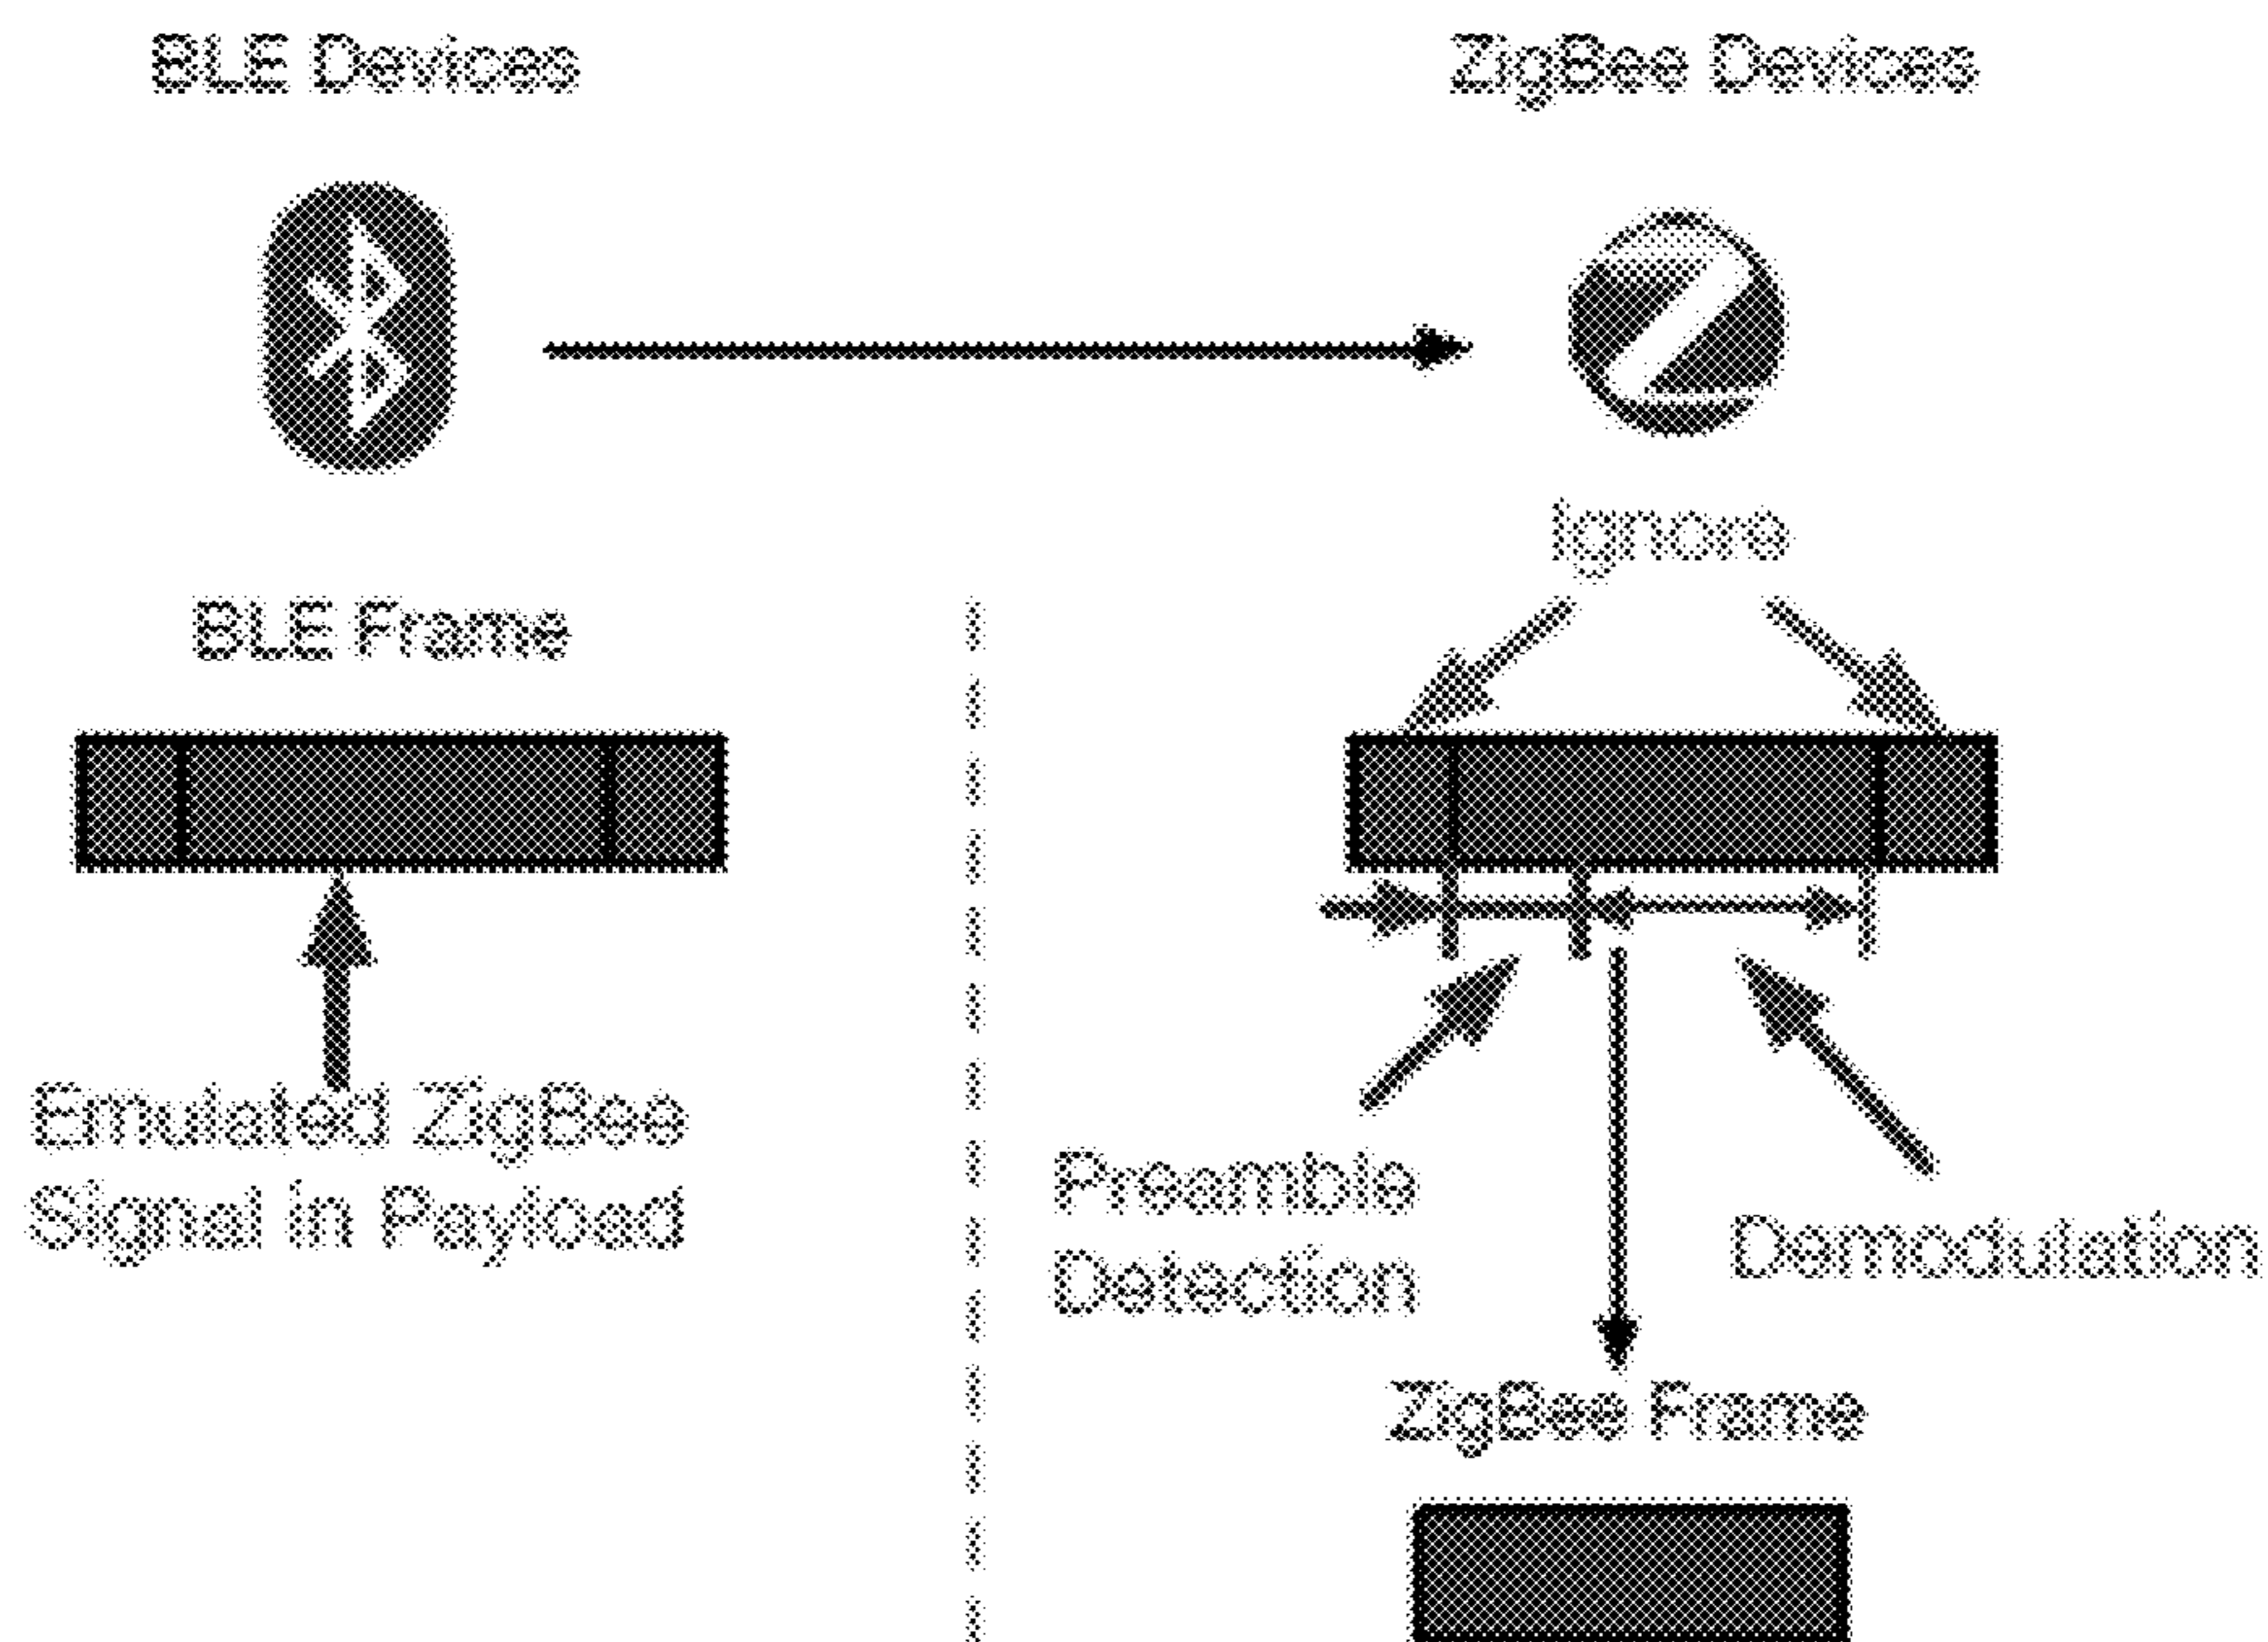 BLE Devices
ZigBee Devices
Ignore
BLE Frame
Emulated ZigBee
Signal in Payload
Preamble
Detection
Demodulation
ZigBee Frame